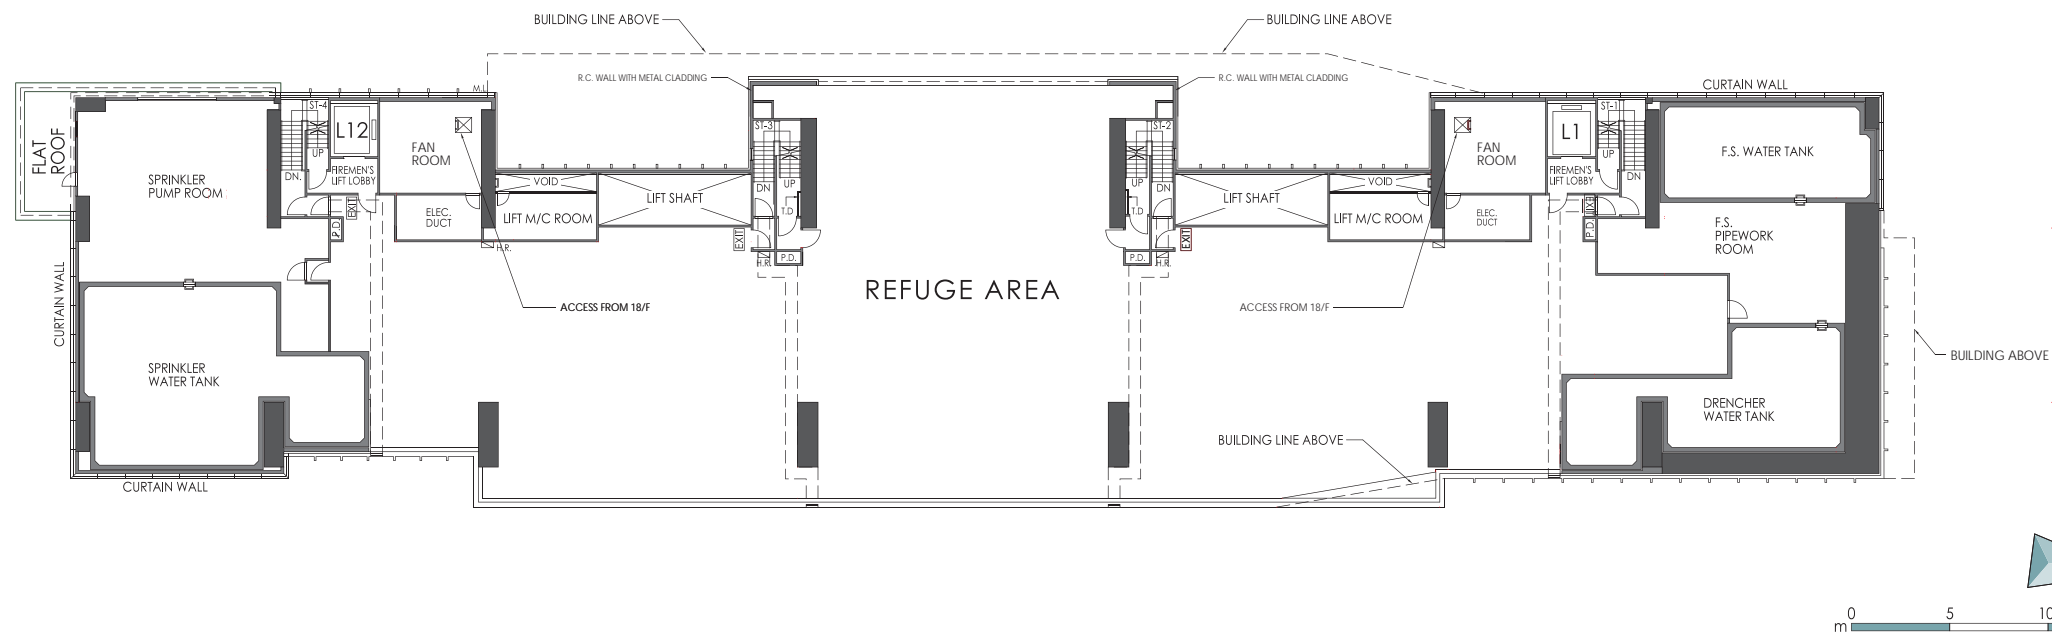 BUILDING LINE ABOVE
BUILDING LINE ABOVE
R.C. WALL WITH METAL CLADDING
R.C. WALL WITH METAL CLADDING
CURTAIN WALL
M.L.
FLAT
ROOF
SPRINKLER
PUMP ROOM
ST-4
UP
DN.
L12
FIREMEN'S
LIFT LOBBY
FAN
ROOM
EXIT
P.D.
ELEC.
DUCT
H.R.
VOID
LIFT M/C ROOM
LIFT SHAFT
ST-3
DN
UP
T.D
EXIT
H.R.
P.D.
REFUGE AREA
ST-2
UP
DN
T.D
EXIT
P.D.
H.R.
LIFT SHAFT
VOID
LIFT M/C ROOM
FAN
ROOM
ELEC.
DUCT
L1
FIREMEN'S
LIFT LOBBY
ST-1
UP
DN
EXIT
P.D.
F.S. WATER TANK
F.S.
PIPEWORK
ROOM
CURTAIN WALL
ACCESS FROM 18/F
ACCESS FROM 18/F
BUILDING ABOVE
SPRINKLER
WATER TANK
DRENCHER
WATER TANK
BUILDING LINE ABOVE
CURTAIN WALL
0 5 10
m